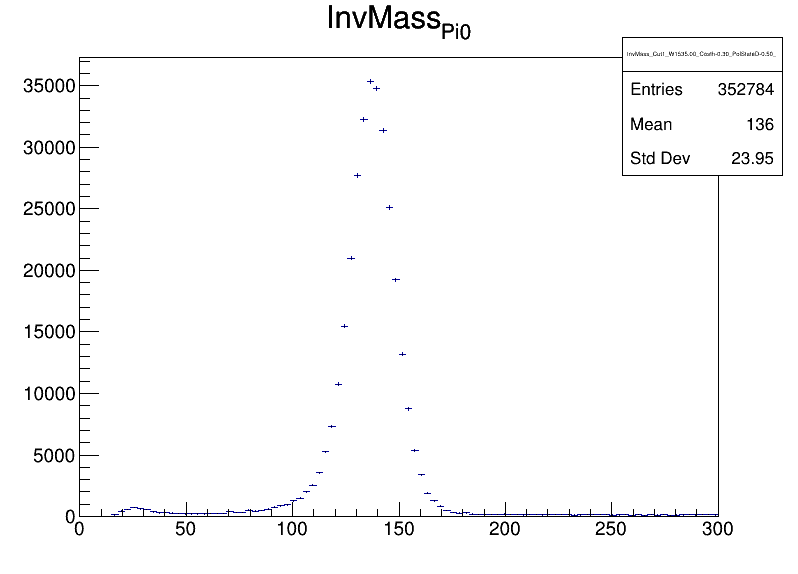 InvMass_Pi0
InvMass_Cut1_W1535.00_Costh-0.30_PolStateD-0.50_
Entries 352784
Mean 136
Std Dev 23.95
35000
30000
25000
20000
15000
10000
5000
0
0 50 100 150 200 250 300